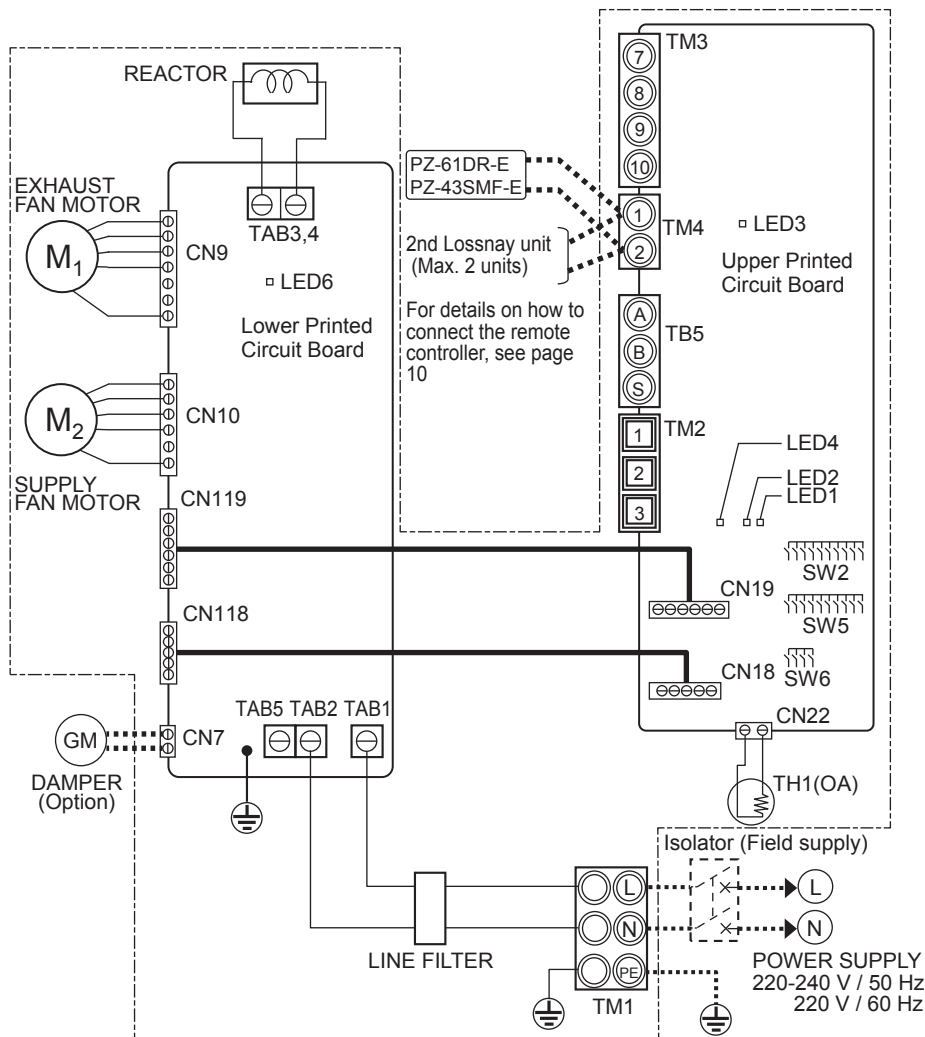 REACTOR
EXHAUST
FAN MOTOR
M1
CN9
TAB3,4
LED6
Lower Printed
Circuit Board
M2
CN10
SUPPLY
FAN MOTOR
CN119
CN118
GM
CN7
DAMPER
(Option)
TAB5 TAB2 TAB1
PZ-61DR-E
PZ-43SMF-E
2nd Lossnay unit
(Max. 2 units)
For details on how to
connect the remote
controller, see page
10
TM3
7
8
9
10
1
2
TM4
LED3
Upper Printed
Circuit Board
A
B
S
TB5
TM2
1
2
3
LED4
LED2
LED1
SW2
CN19
SW5
CN18
SW6
CN22
TH1(OA)
Isolator (Field supply)
LINE FILTER
L
N
PE
TM1
L
N
POWER SUPPLY
220-240 V / 50 Hz
220 V / 60 Hz